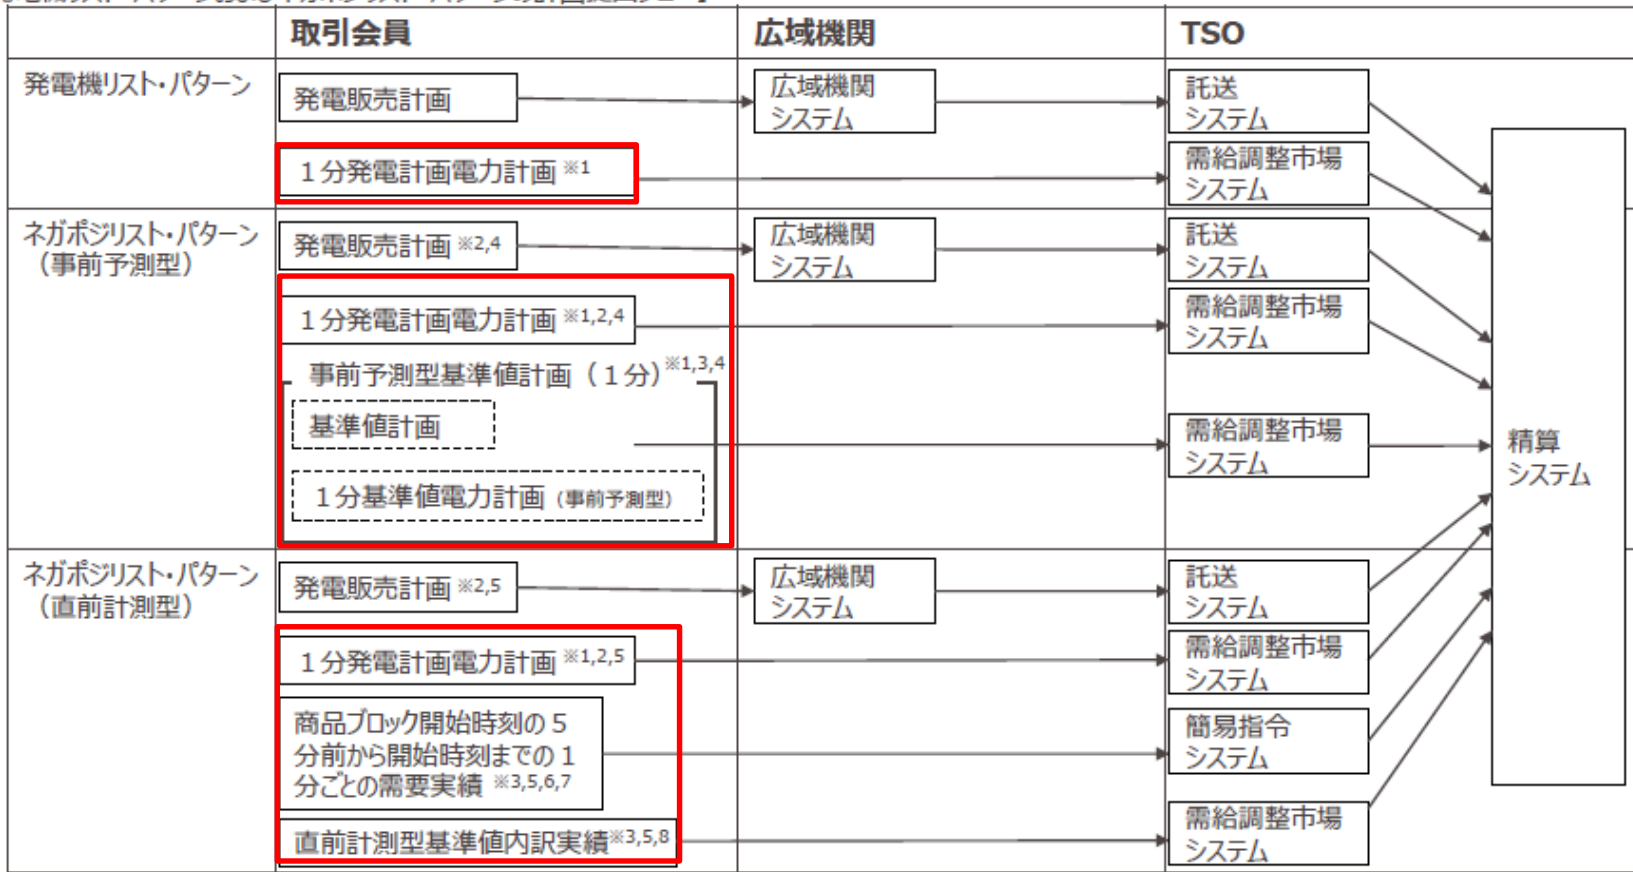 取引会員
広域機関
TSO
発電機リスト・パターン
発電販売計画
広域機関
システム
託送
システム
１分発電計画電力計画 ※1
需給調整市場
システム
ネガポジリスト・パターン
（事前予測型）
発電販売計画 ※2,4
広域機関
システム
託送
システム
１分発電計画電力計画 ※1,2,4
需給調整市場
システム
事前予測型基準値計画（１分）※1,3,4
基準値計画
１分基準値電力計画（事前予測型）
需給調整市場
システム
精算
システム
ネガポジリスト・パターン
（直前計測型）
発電販売計画 ※2,5
広域機関
システム
託送
システム
１分発電計画電力計画 ※1,2,5
需給調整市場
システム
商品ブロック開始時刻の５
分前から開始時刻までの１
分ごとの需要実績 ※3,5,6,7
簡易指令
システム
直前計測型基準値内訳実績※3,5,8
需給調整市場
システム